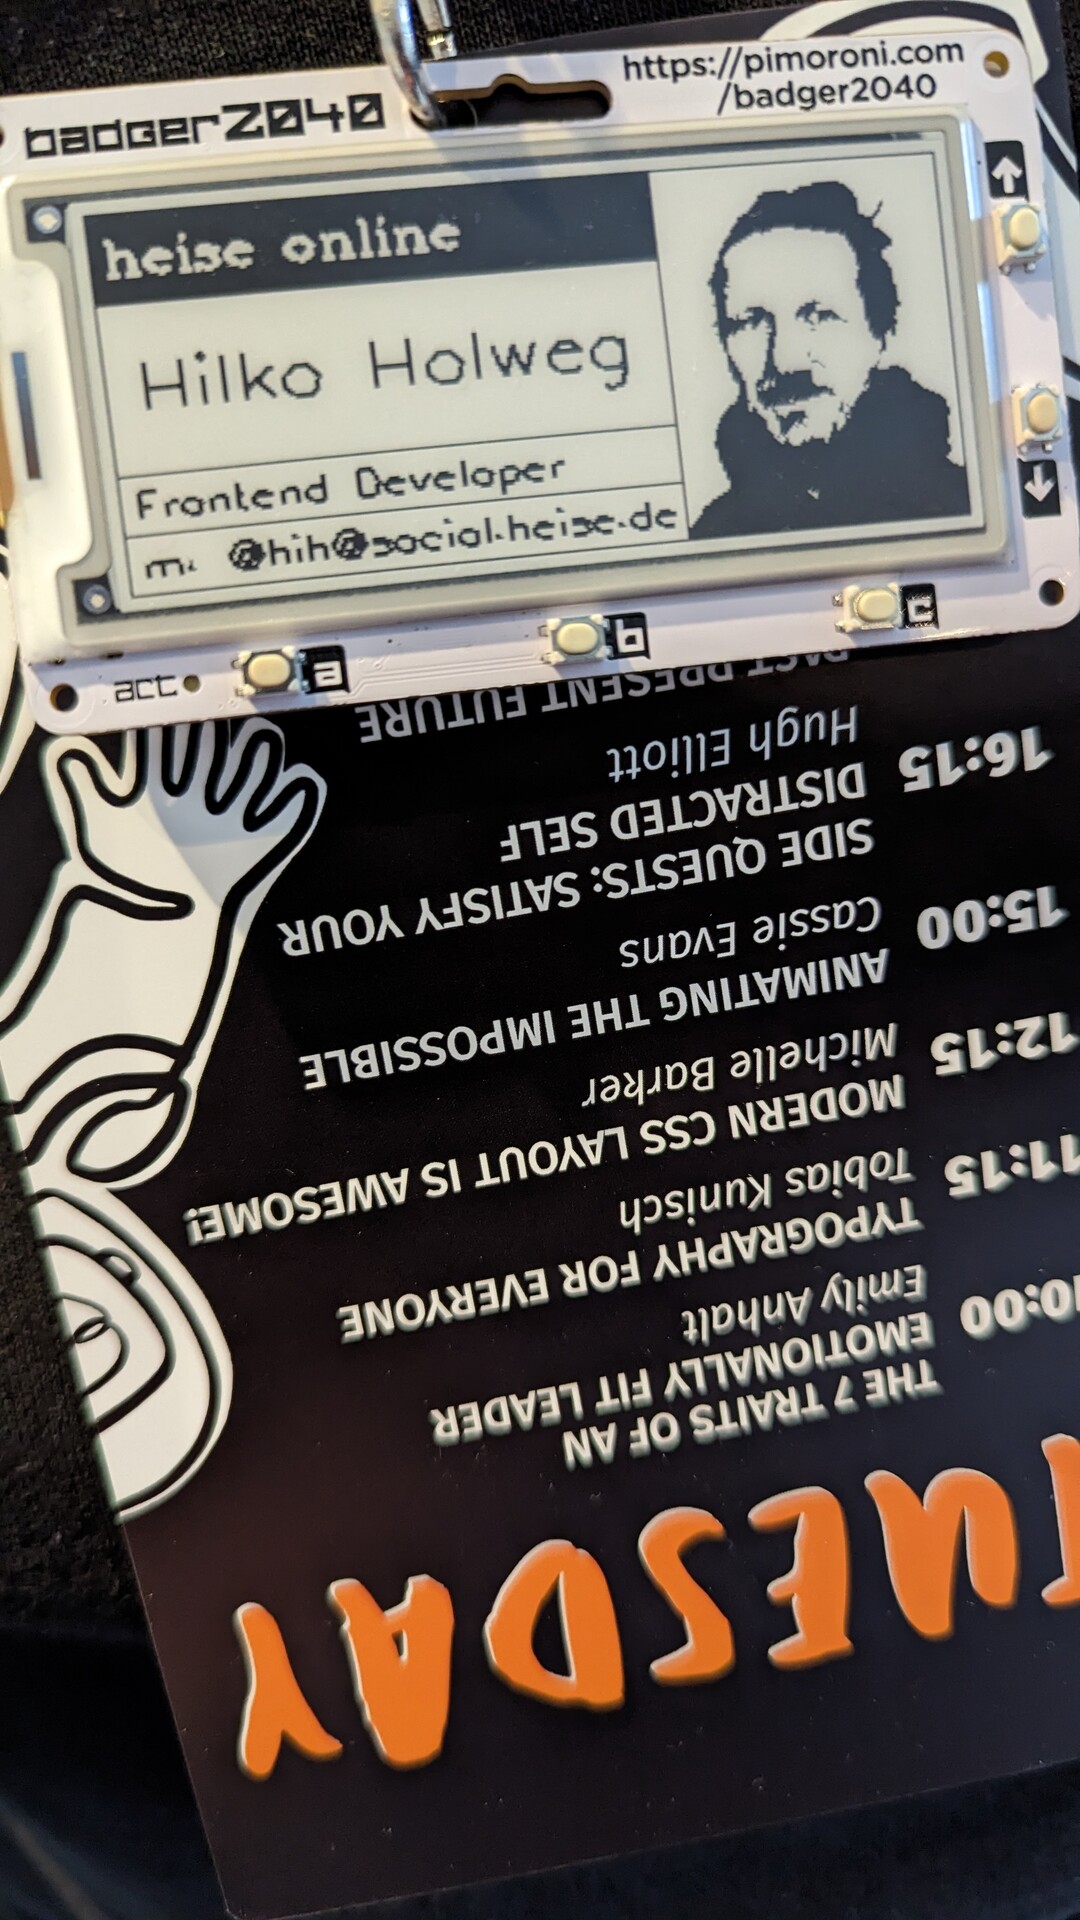 badger2040
https://pimoroni.com
/badger2040
heise online
Hilko Holweg
Frontend Developer
m: @hih@social.heise.de
act
a
b
c
TUESDAY
10:00
THE 7 TRAITS OF AN
EMOTIONALLY FIT LEADER
Emily Anhalt
11:15
TYPOGRAPHY FOR EVERYONE
Tobias Kunisch
12:15
MODERN CSS LAYOUT IS AWESOME!
Michelle Barker
15:00
ANIMATING THE IMPOSSIBLE
Cassie Evans
16:15
SIDE QUESTS: SATISFY YOUR
DISTRACTED SELF
Hugh Elliott
PAST PRESENT FUTURE